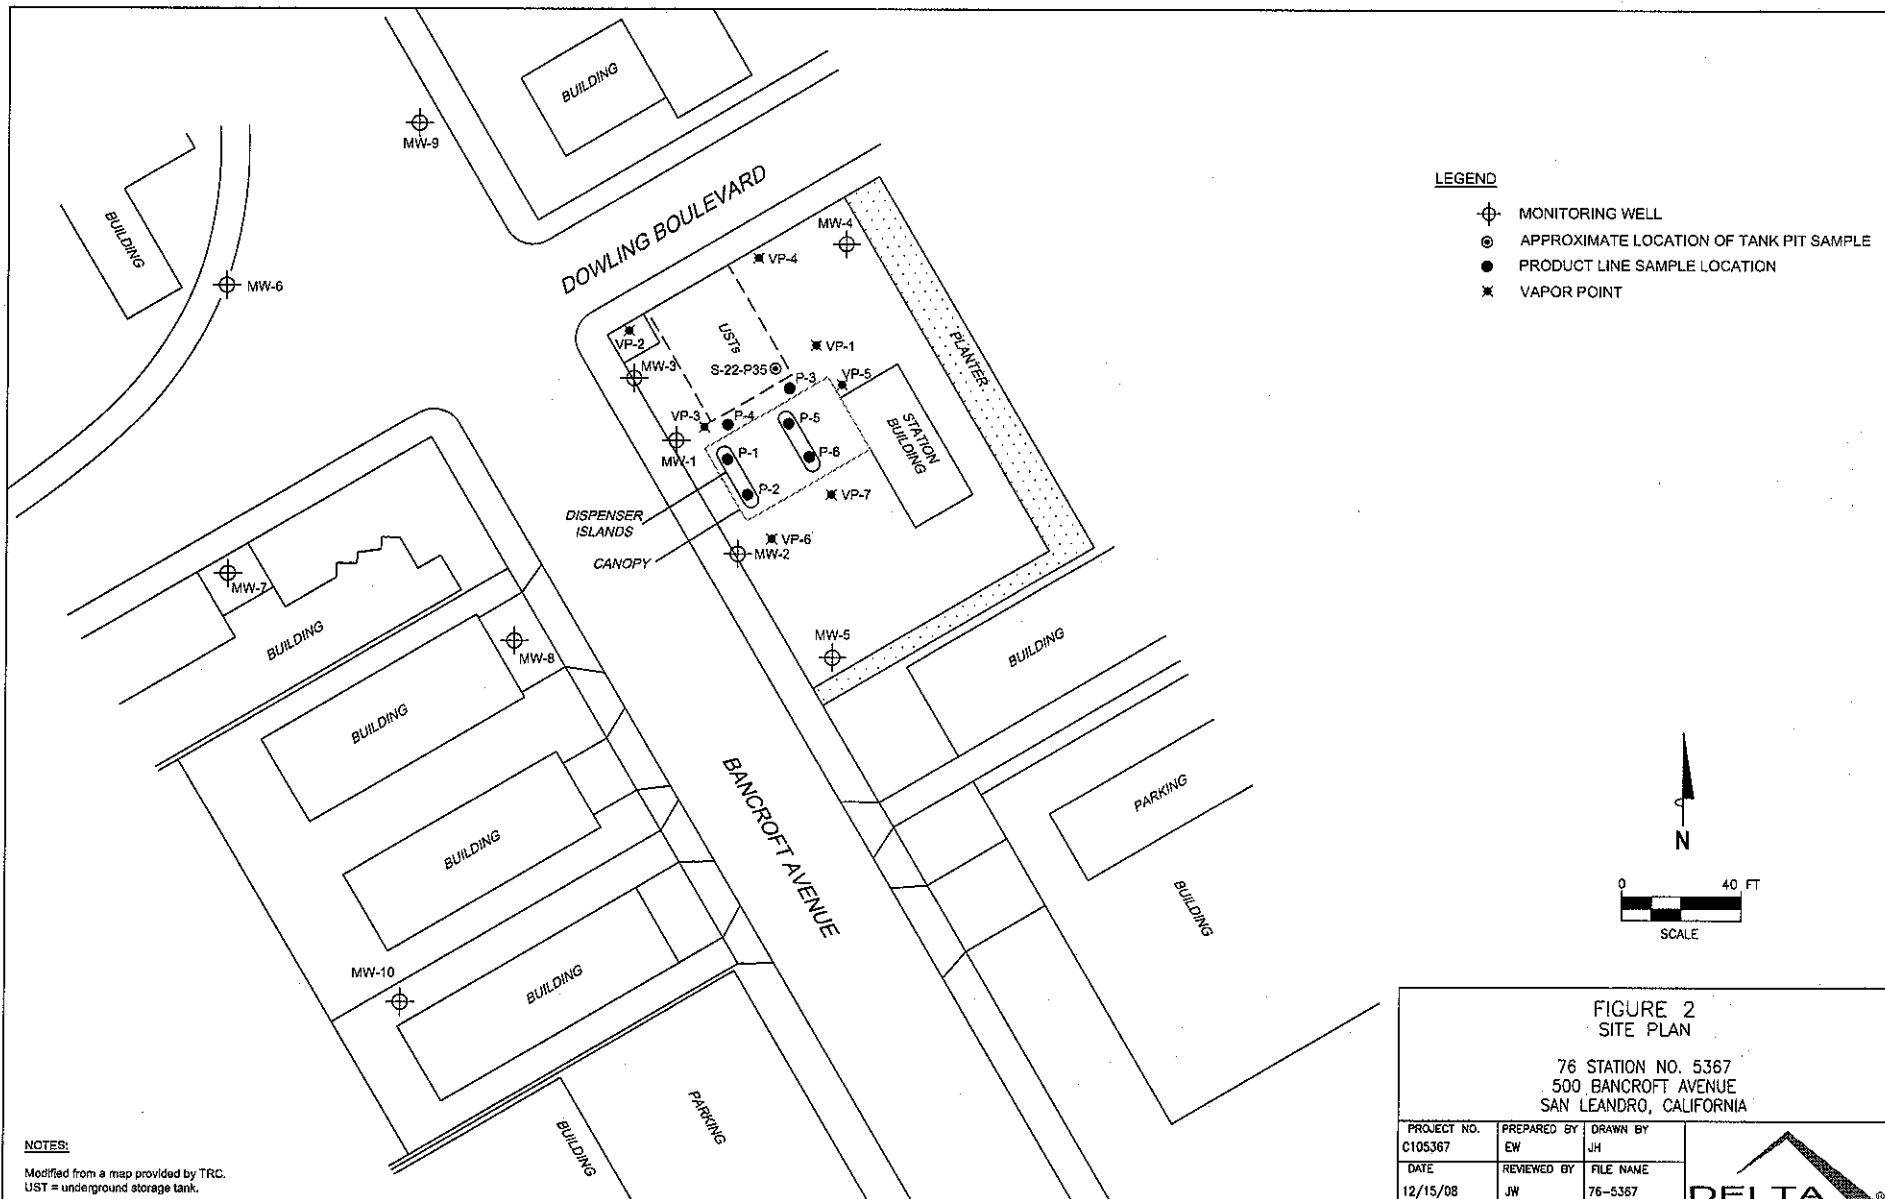 BUILDING
MW-9
BUILDING
DOWLING BOULEVARD
MW-6
MW-4
VP-4
USTs
VP-2
VP-1
PLANTER
MW-3
S-22-P35
P-3
VP-5
VP-3
P-4
P-5
STATION
BUILDING
MW-1
P-1
P-6
P-2
VP-7
DISPENSER
ISLANDS
CANOPY
VP-6
MW-2
MW-7
BUILDING
MW-8
MW-5
BUILDING
BUILDING
BANCROFT AVENUE
PARKING
BUILDING
BUILDING
MW-10
BUILDING
PARKING
BUILDING
LEGEND
MONITORING WELL
APPROXIMATE LOCATION OF TANK PIT SAMPLE
PRODUCT LINE SAMPLE LOCATION
VAPOR POINT
N
0 40 FT
SCALE
NOTES:
Modified from a map provided by TRC.
UST = underground storage tank.
FIGURE 2
SITE PLAN
76 STATION NO. 5367
500 BANCROFT AVENUE
SAN LEANDRO, CALIFORNIA
PROJECT NO. PREPARED BY DRAWN BY
C105367 EW JH
DATE REVIEWED BY FILE NAME
12/15/08 JW 76-5367
DELTA ®